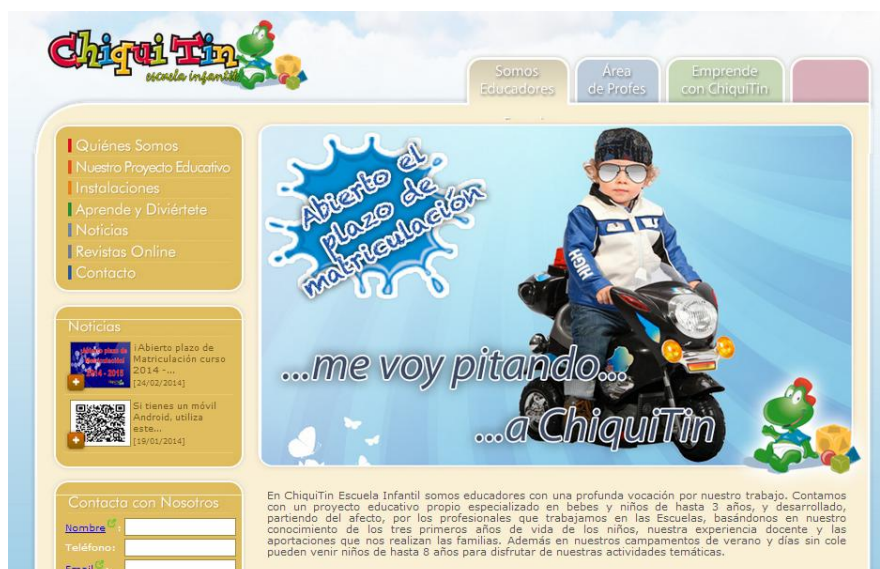 Chiqui Tin
escuela infantil
Somos
Educadores
Área
de Profes
Emprende
con ChiquiTin
Quiénes Somos
Nuestro Proyecto Educativo
Instalaciones
Aprende y Diviértete
Noticias
Revistas Online
Contacto
Abierto el
plazo de
matriculación
HIGH
...me voy pitando...
...a ChiquiTin
Noticias
¡Abierto plazo de
Matriculación curso
2014 -...
[24/02/2014]
Si tienes un móvil
Android, utiliza
este...
[19/01/2014]
Contacta con Nosotros
Nombre :
Teléfono:
Email :
En ChiquiTin Escuela Infantil somos educadores con una profunda vocación por nuestro trabajo. Contamos
con un proyecto educativo propio especializado en bebes y niños de hasta 3 años, y desarrollado,
partiendo del afecto, por los profesionales que trabajamos en las Escuelas, basándonos en nuestro
conocimiento de los tres primeros años de vida de los niños, nuestra experiencia docente y las
aportaciones que nos realizan las familias. Además en nuestros campamentos de verano y días sin cole
pueden venir niños de hasta 8 años para disfrutar de nuestras actividades temáticas.